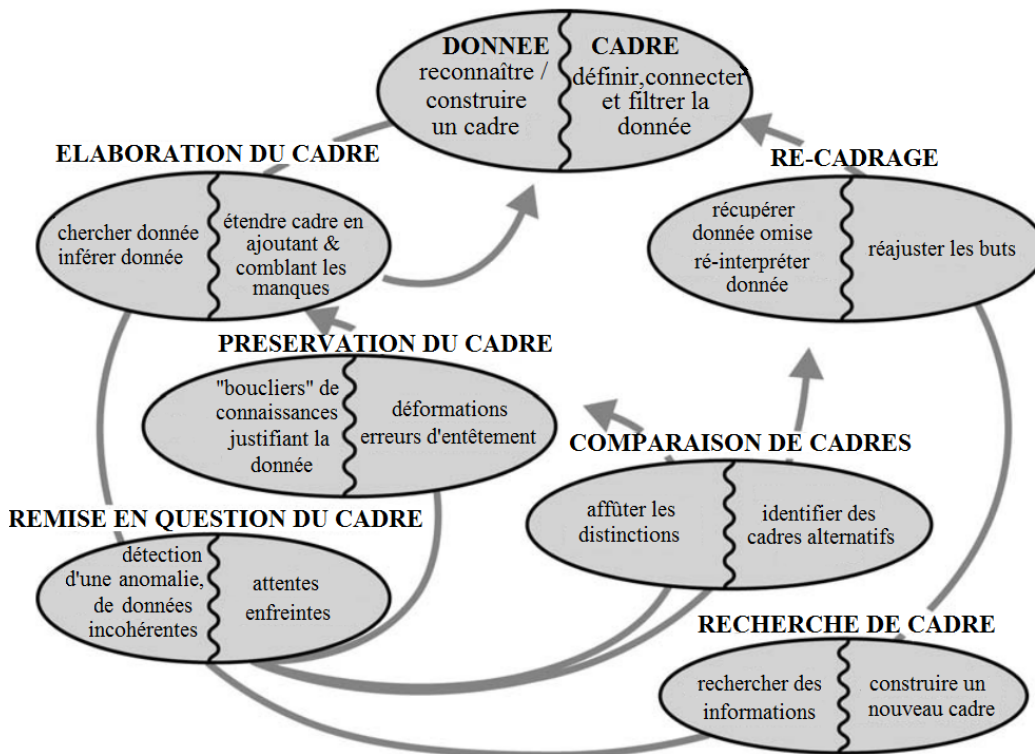 DONNEE
reconnaître /
construire
un cadre
CADRE
définir,connecter
et filtrer la
donnée
ELABORATION DU CADRE
chercher donnée
inférer donnée
étendre cadre en
ajoutant &
comblant les
manques
RE-CADRAGE
récupérer
donnée omise
ré-interpréter
donnée
réajuster les buts
PRESERVATION DU CADRE
"boucliers" de
connaissances
justifiant la
donnée
déformations
erreurs d'entêtement
COMPARAISON DE CADRES
affûter les
distinctions
identifier des
cadres alternatifs
REMISE EN QUESTION DU CADRE
détection
d'une anomalie,
de données
incohérentes
attentes
enfreintes
RECHERCHE DE CADRE
rechercher des
informations
construire un
nouveau cadre